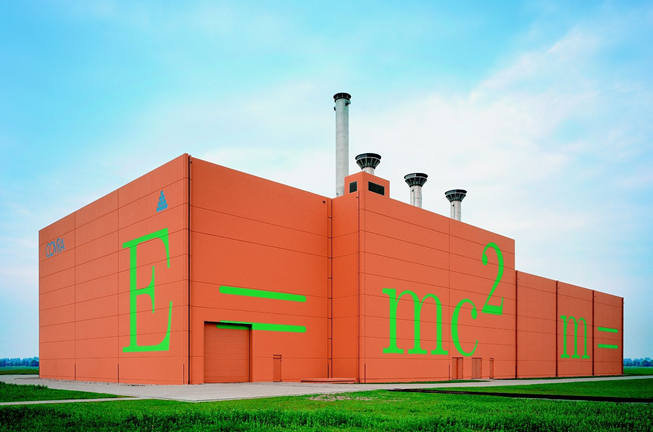 COVRA
E = mc²
m =